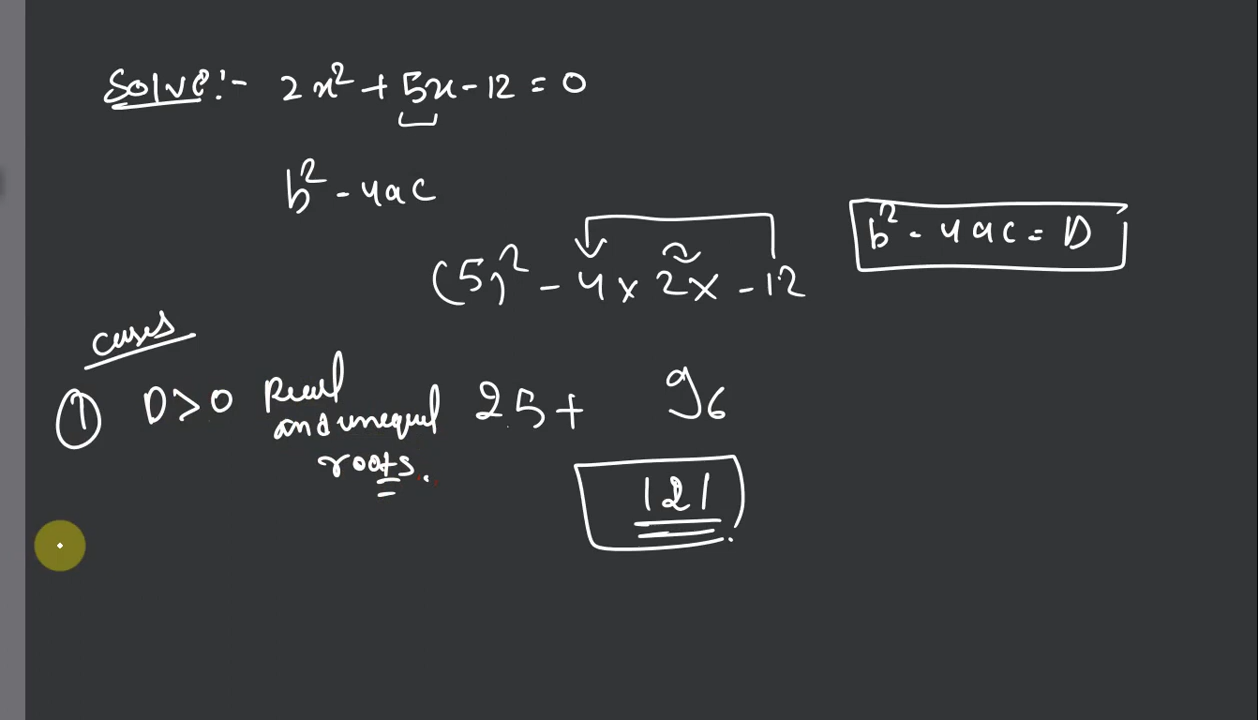 Solve:- 2x² + 5x - 12 = 0
b² - 4ac
b² - 4ac = D
(5)² - 4 x 2 x - 12
cases
① D > 0 Real and unequal roots.
25 + 96
121